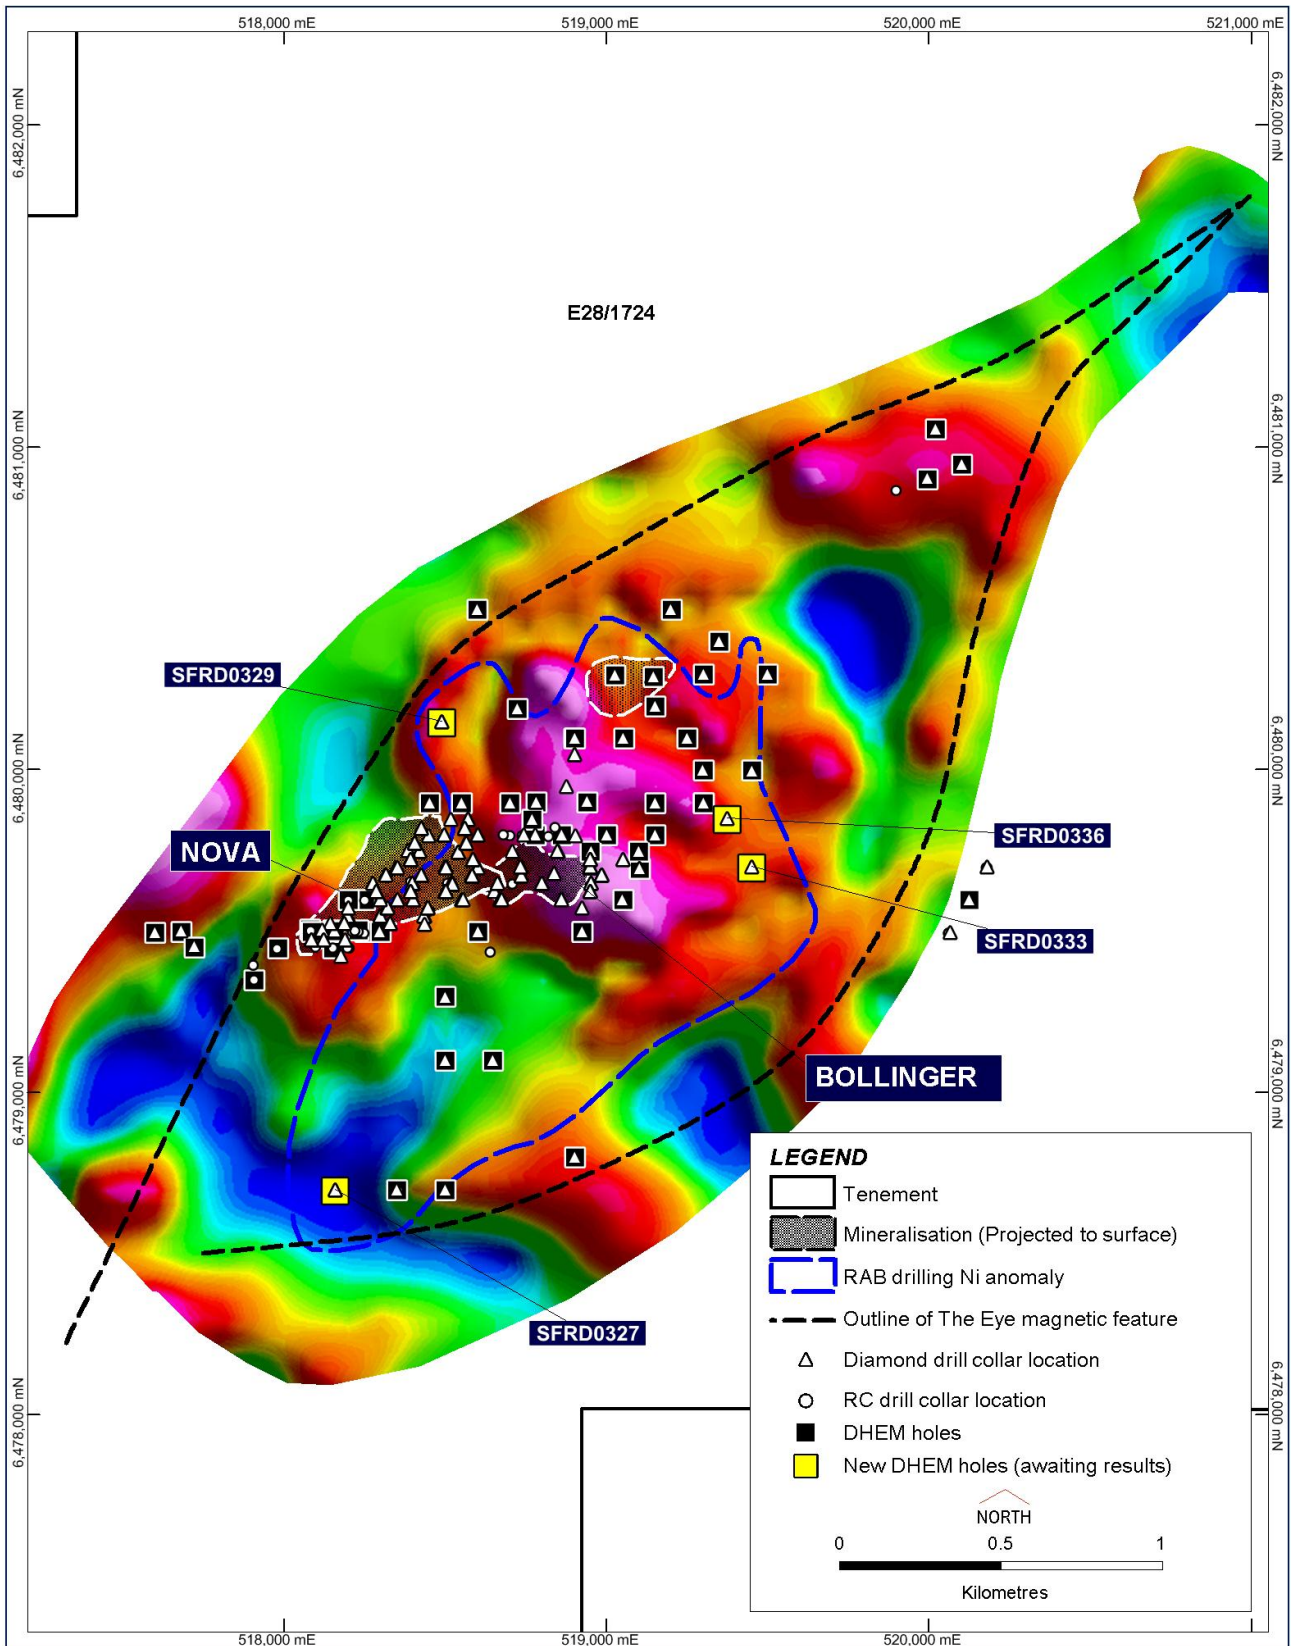 518,000 mE
519,000 mE
520,000 mE
521,000 mE
6,482,000 mN
6,482,000 mN
E28/1724
6,481,000 mN
6,481,000 mN
SFRD0329
6,480,000 mN
6,480,000 mN
SFRD0336
NOVA
SFRD0333
BOLLINGER
6,479,000 mN
6,479,000 mN
SFRD0327
LEGEND
Tenement
Mineralisation (Projected to surface)
RAB drilling Ni anomaly
Outline of The Eye magnetic feature
Diamond drill collar location
RC drill collar location
DHEM holes
New DHEM holes (awaiting results)
NORTH
0 0.5 1
Kilometres
6,478,000 mN
6,478,000 mN
518,000 mE
519,000 mE
520,000 mE